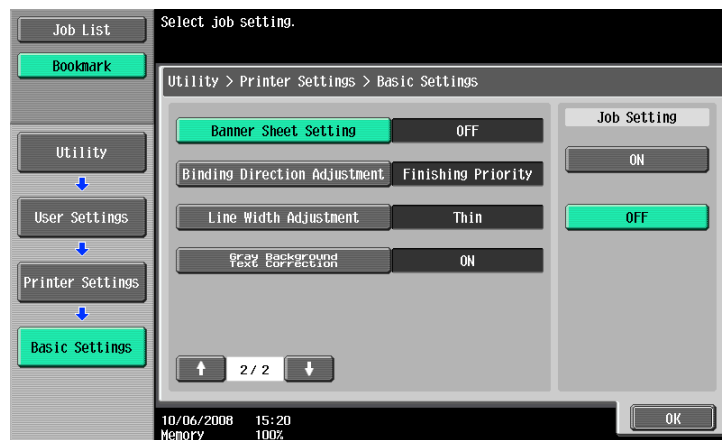 Job List
Bookmark
Utility
User Settings
Printer Settings
Basic Settings
Select job setting.
Utility > Printer Settings > Basic Settings
Banner Sheet Setting OFF
Binding Direction Adjustment Finishing Priority
Line Width Adjustment Thin
Gray Background
Text Correction ON
2/ 2
Job Setting
ON
OFF
10/06/2008 15:20
Memory 100%
OK